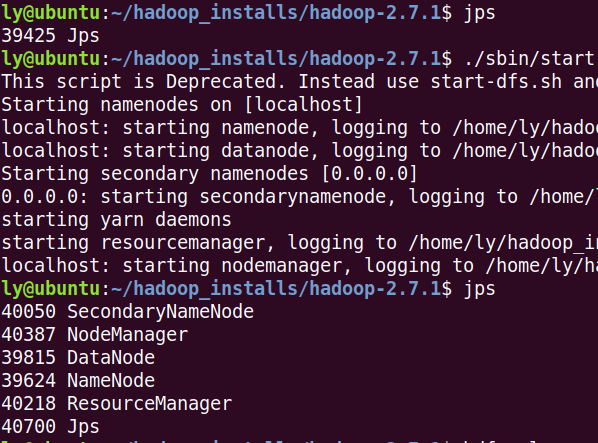 ly@ubuntu:~/hadoop_installs/hadoop-2.7.1$ jps
39425 Jps
ly@ubuntu:~/hadoop_installs/hadoop-2.7.1$ ./sbin/start
This script is Deprecated. Instead use start-dfs.sh and
Starting namenodes on [localhost]
localhost: starting namenode, logging to /home/ly/hado
localhost: starting datanode, logging to /home/ly/hado
Starting secondary namenodes [0.0.0.0]
0.0.0.0: starting secondarynamenode, logging to /home/
starting yarn daemons
starting resourcemanager, logging to /home/ly/hadoop_i
localhost: starting nodemanager, logging to /home/ly/h
ly@ubuntu:~/hadoop_installs/hadoop-2.7.1$ jps
40050 SecondaryNameNode
40387 NodeManager
39815 DataNode
39624 NameNode
40218 ResourceManager
40700 Jps